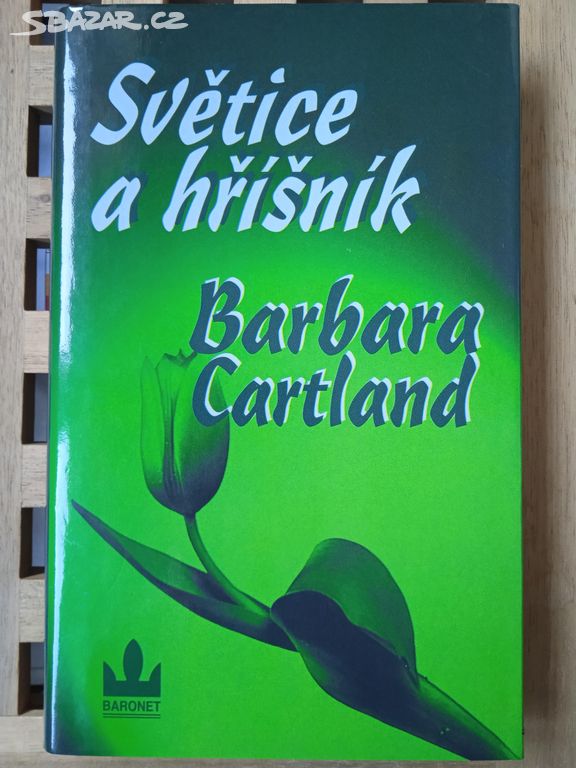 SBAZAR.CZ
Světice
a hříšník
Barbara
Cartland
BARONET